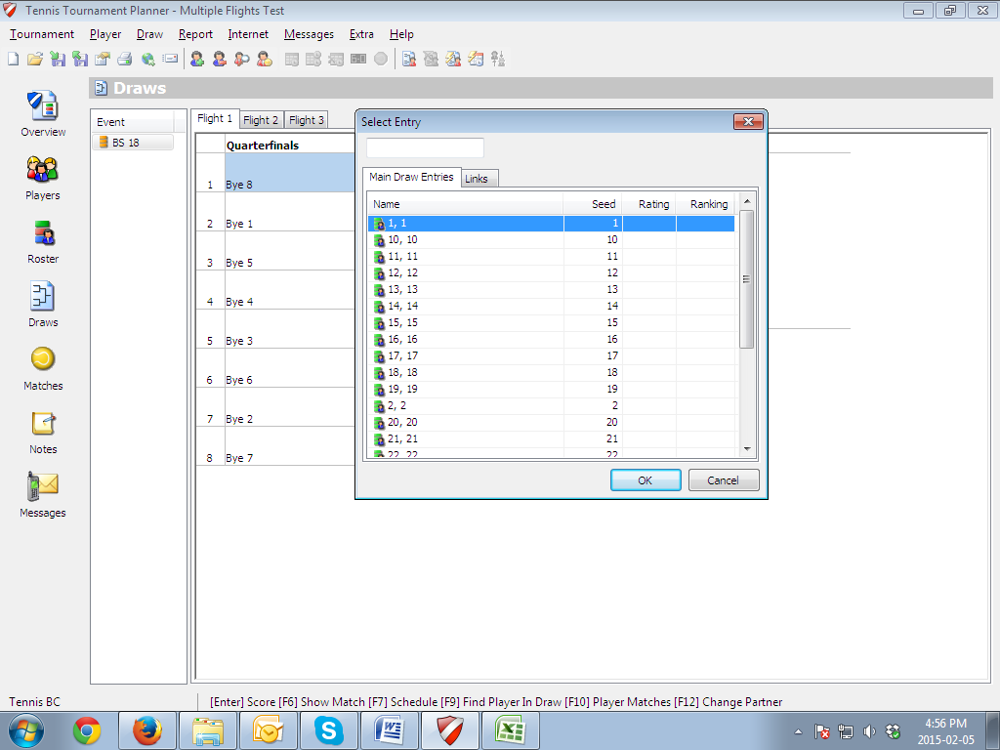 Tennis Tournament Planner - Multiple Flights Test
Tournament Player Draw Report Internet Messages Extra Help
Draws
Overview
Players
Roster
Draws
Matches
Notes
Messages
Event
BS 18
Flight 1 Flight 2 Flight 3
Quarterfinals
1 Bye 8
2 Bye 1
3 Bye 5
4 Bye 4
5 Bye 3
6 Bye 6
7 Bye 2
8 Bye 7
Select Entry
Main Draw Entries Links
Name Seed Rating Ranking
1, 1 1
10, 10 10
11, 11 11
12, 12 12
13, 13 13
14, 14 14
15, 15 15
16, 16 16
17, 17 17
18, 18 18
19, 19 19
2, 2 2
20, 20 20
21, 21 21
22, 22 22
OK Cancel
Tennis BC [Enter] Score [F6] Show Match [F7] Schedule [F9] Find Player In Draw [F10] Player Matches [F12] Change Partner
4:56 PM
2015-02-05